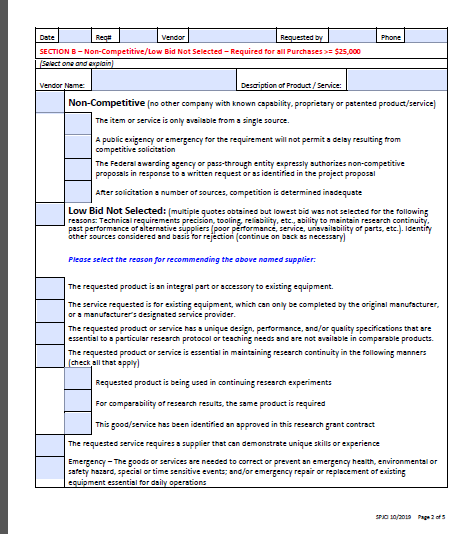 Date Req# Vendor Requested by Phone
SECTION B – Non-Competitive/Low Bid Not Selected – Required for all Purchases >= $25,000
(Select one and explain)
Vendor Name: Description of Product / Service:
Non-Competitive (no other company with known capability, proprietary or patented product/service)
The item or service is only available from a single source.
A public exigency or emergency for the requirement will not permit a delay resulting from
competitive solicitation
The Federal awarding agency or pass-through entity expressly authorizes non-competitive
proposals in response to a written request or as identified in the project proposal
After solicitation a number of sources, competition is determined inadequate
Low Bid Not Selected: (multiple quotes obtained but lowest bid was not selected for the following
reasons: Technical requirements precision, tooling, reliability, etc., ability to maintain research continuity,
past performance of alternative suppliers (poor performance, service, unavailability of parts, etc.). Identify
other sources considered and basis for rejection (continue on back as necessary)
Please select the reason for recommending the above named supplier:
The requested product is an integral part or accessory to existing equipment.
The service requested is for existing equipment, which can only be completed by the original manufacturer,
or a manufacturer's designated service provider.
The requested product or service has a unique design, performance, and/or quality specifications that are
essential to a particular research protocol or teaching needs and are not available in comparable products.
The requested product or service is essential in maintaining research continuity in the following manners
(check all that apply)
Requested product is being used in continuing research experiments
For comparability of research results, the same product is required
This good/service has been identified an approved in this research grant contract
The requested service requires a supplier that can demonstrate unique skills or experience
Emergency – The goods or services are needed to correct or prevent an emergency health, environmental or
safety hazard, special or time sensitive events; and/or emergency repair or replacement of existing
equipment essential for daily operations
SPJCI 10/2019 Page 2 of 5